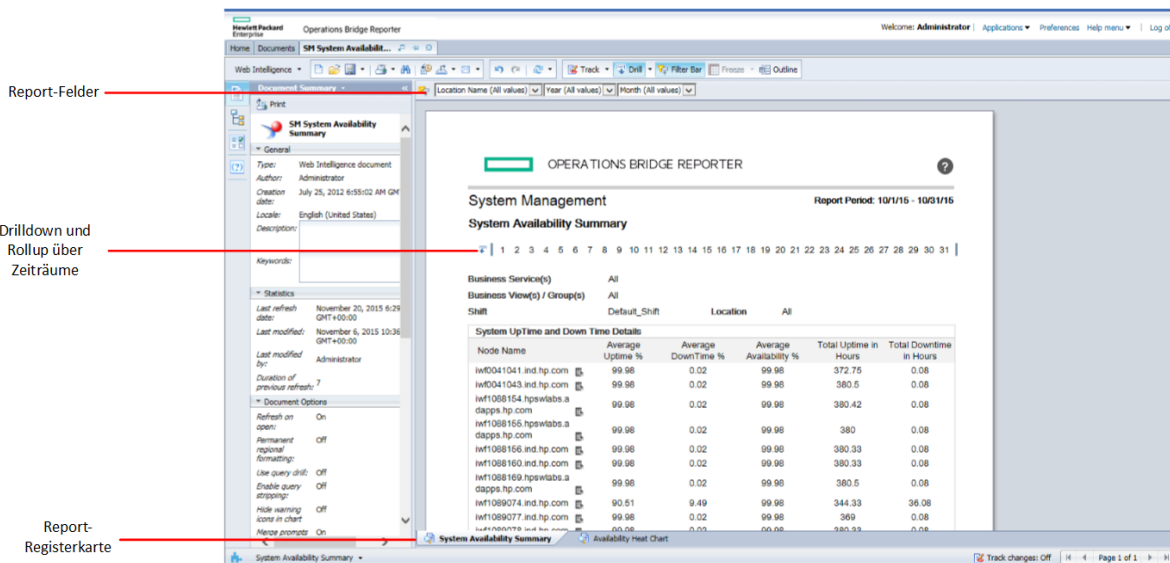 Hewlett Packard
Enterprise
Operations Bridge Reporter
Welcome: Administrator | Applications Preferences Help menu | Log of
Home Documents SM System Availabilit...
Web Intelligence Track Drill Filter Bar Freeze Outline
Report-Felder
Document Summary
Location Name (All values) Year (All values) Month (All values)
Print
SM System Availability
Summary
General
Type: Web Intelligence document
Author: Administrator
Creation date: July 25, 2012 6:55:02 AM GM
Locale: English (United States)
Description:
Keywords:
Drilldown und
Rollup über
Zeiträume
Statistics
Last refresh date: November 20, 2015 6:29 GMT+00:00
Last modified: November 6, 2015 10:36 GMT+00:00
Last modified by: Administrator
Duration of previous refresh: 7
Document Options
Refresh on open: On
Permanent regional formatting: Off
Use query drill: Off
Enable query stripping: Off
Hide warning icons in chart Off
Merge prompts On
OPERATIONS BRIDGE REPORTER
?
System Management
Report Period: 10/1/15 - 10/31/15
System Availability Summary
1 2 3 4 5 6 7 8 9 10 11 12 13 14 15 16 17 18 19 20 21 22 23 24 25 26 27 28 29 30 31
Business Service(s) All
Business View(s) / Group(s) All
Shift Default_Shift Location All
System UpTime and Down Time Details
Node Name Average Uptime % Average DownTime % Average Availability % Total Uptime in Hours Total Downtime in Hours
iwf0041041.ind.hp.com 99.98 0.02 99.98 372.75 0.08
iwf0041043.ind.hp.com 99.98 0.02 99.98 380.5 0.08
iwf1088154.hpswlabs.a
dapps.hp.com 99.98 0.02 99.98 380.42 0.08
iwf1088155.hpswlabs.a
dapps.hp.com 99.98 0.02 99.98 380 0.08
iwf1088156.ind.hp.com 99.98 0.02 99.98 380.33 0.08
iwf1088160.ind.hp.com 99.98 0.02 99.98 380.33 0.08
iwf1088169.hpswlabs.a
dapps.hp.com 99.98 0.02 99.98 380.5 0.08
iwf1089074.ind.hp.com 90.51 9.49 99.98 344.33 36.08
iwf1089077.ind.hp.com 99.98 0.02 99.98 369 0.08
iwf1089078.ind.hp.com 99.98 0.02 99.98 380.33 0.08
Report-
Registerkarte
System Availability Summary Availability Heat Chart
System Availability Summary Track changes: Off Page 1 of 1